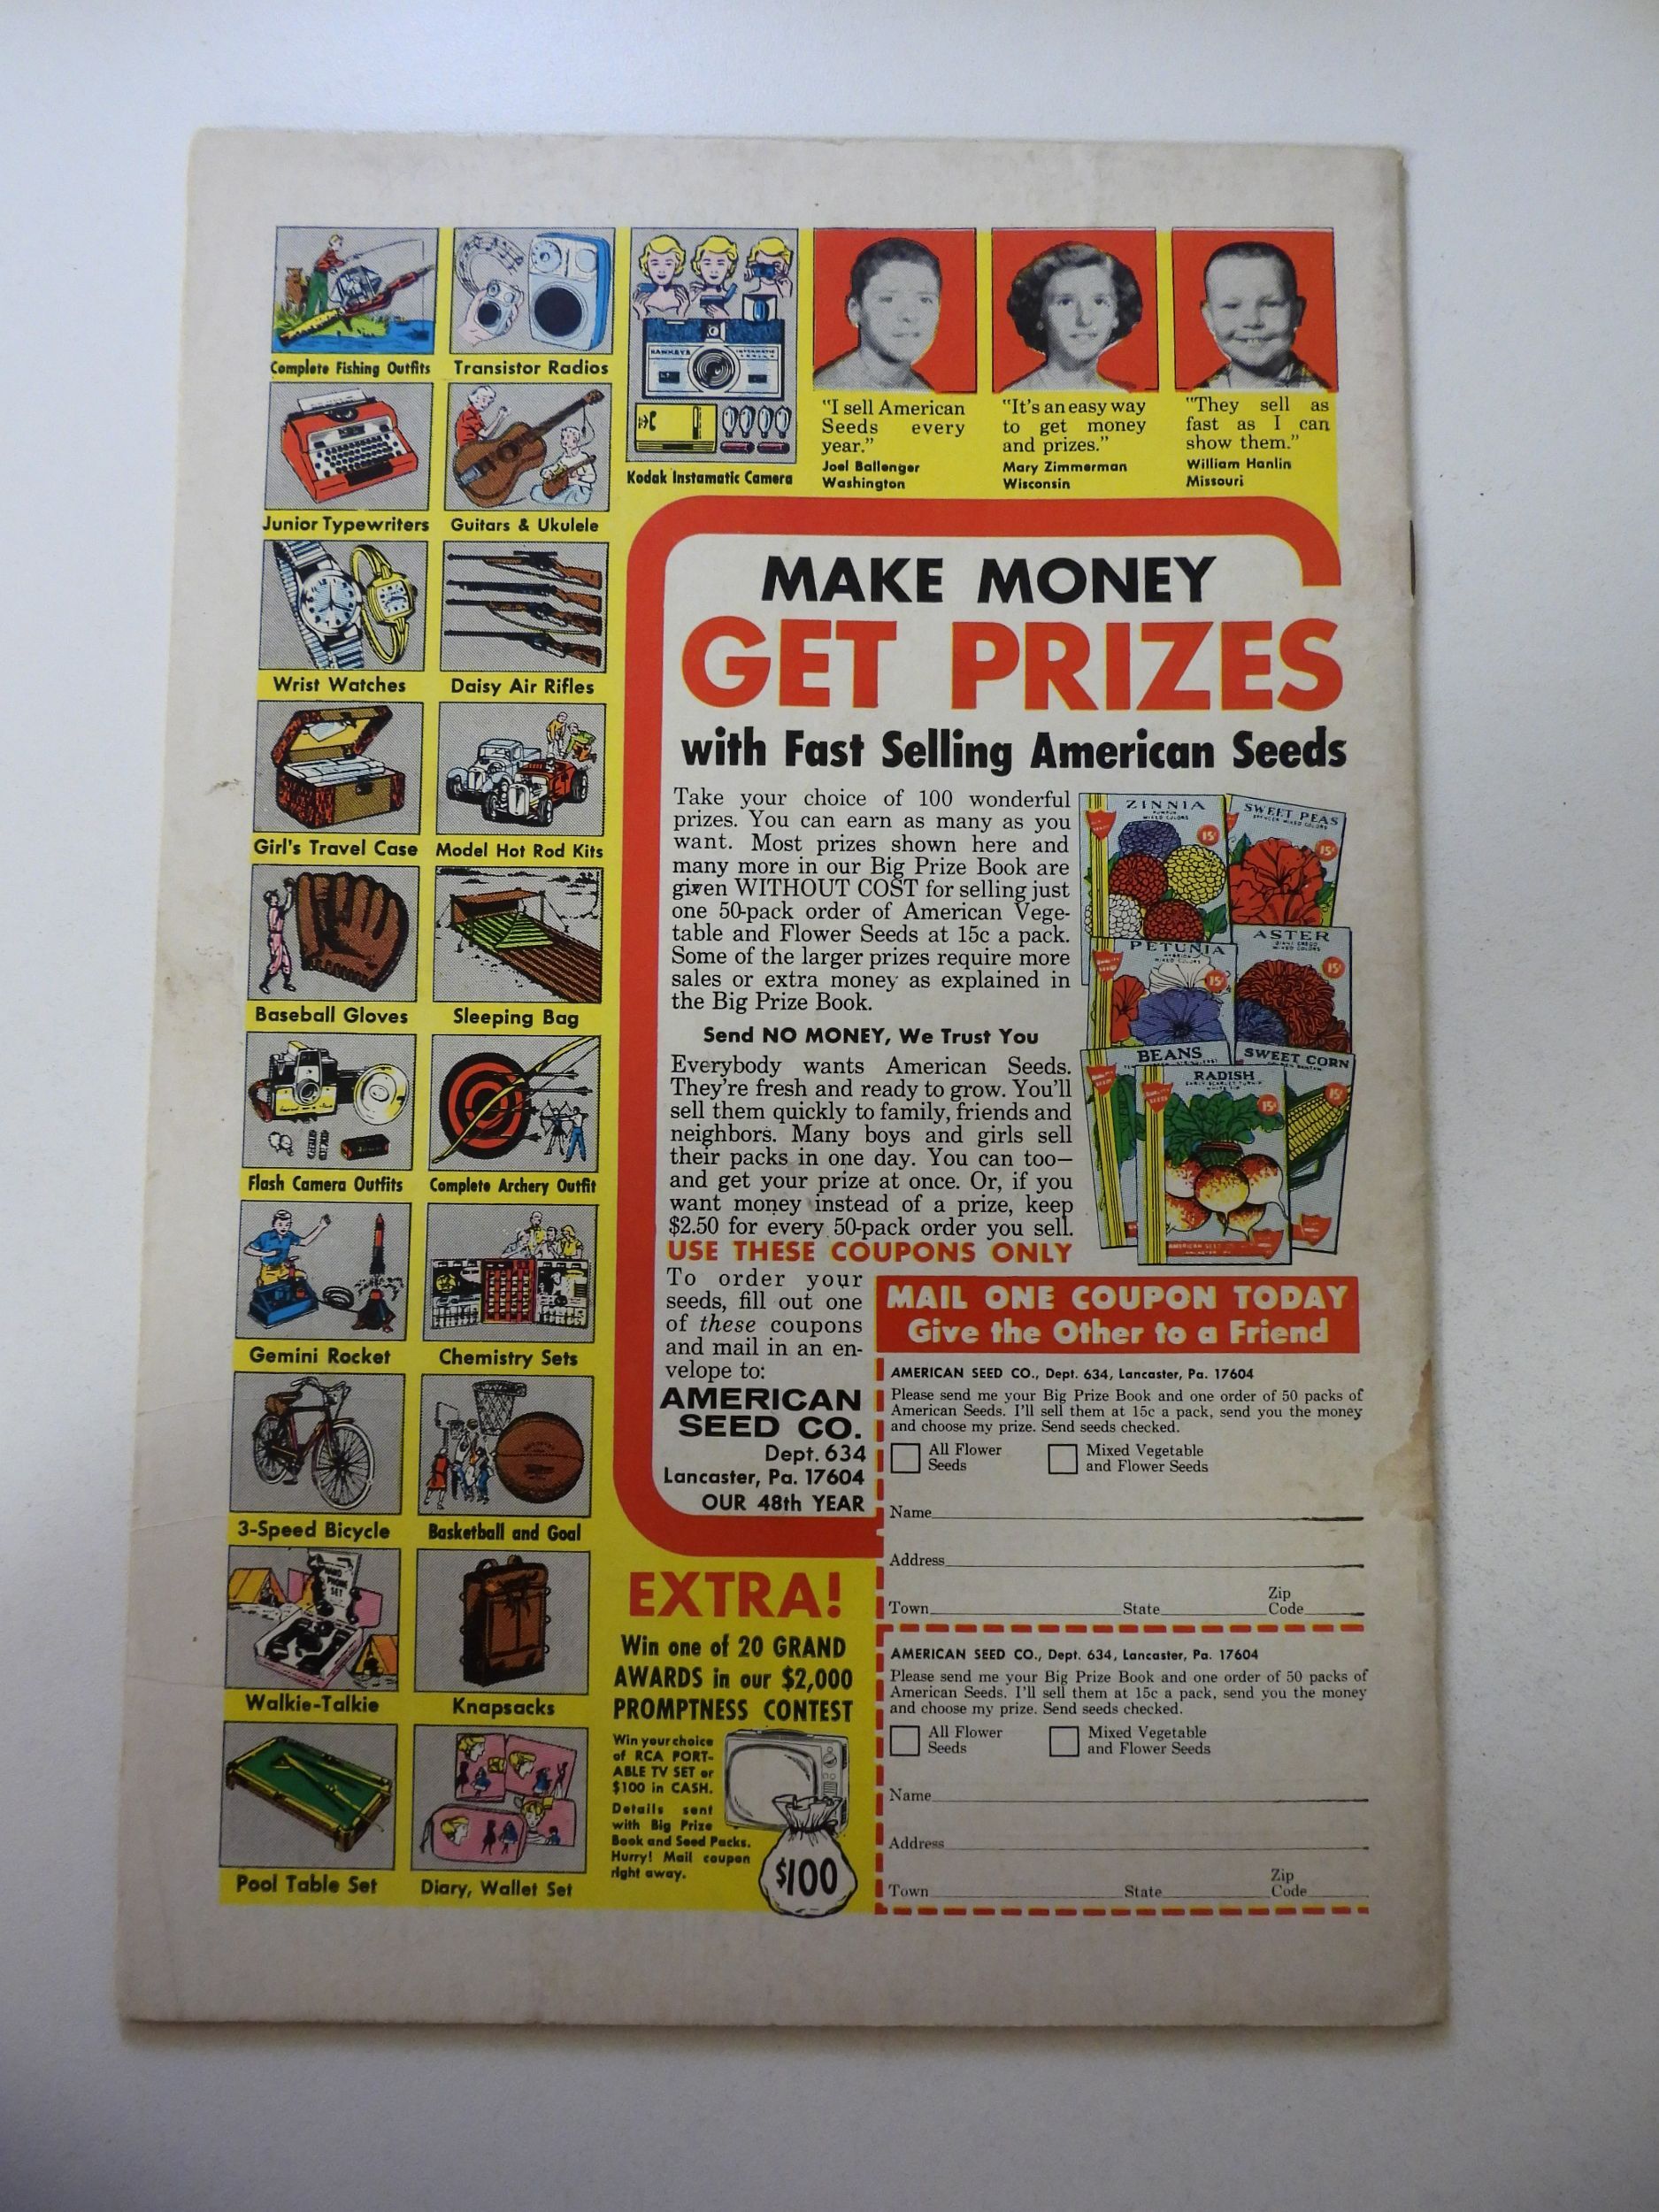 Complete Fishing Outfits
Transistor Radios
Kodak Instamatic Camera
Junior Typewriters
Guitars & Ukulele
Wrist Watches
Daisy Air Rifles
Girl's Travel Case
Model Hot Rod Kits
Baseball Gloves
Sleeping Bag
Flash Camera Outfits
Complete Archery Outfit
Gemini Rocket
Chemistry Sets
3-Speed Bicycle
Basketball and Goal
Walkie-Talkie
Knapsacks
Pool Table Set
Diary, Wallet Set
"I sell American
Seeds every
year."
Joel Ballenger
Washington
"It's an easy way
to get money
and prizes."
Mary Zimmerman
Wisconsin
"They sell as
fast as I can
show them."
William Hanlin
Missouri
MAKE MONEY
GET PRIZES
with Fast Selling American Seeds
Take your choice of 100 wonderful
prizes. You can earn as many as you
want. Most prizes shown here and
many more in our Big Prize Book are
given WITHOUT COST for selling just
one 50-pack order of American Vege-
table and Flower Seeds at 15c a pack.
Some of the larger prizes require more
sales or extra money as explained in
the Big Prize Book.
Send NO MONEY, We Trust You
Everybody wants American Seeds.
They're fresh and ready to grow. You'll
sell them quickly to family, friends and
neighbors. Many boys and girls sell
their packs in one day. You can too—
and get your prize at once. Or, if you
want money instead of a prize, keep
$2.50 for every 50-pack order you sell.
USE THESE COUPONS ONLY
To order your
seeds, fill out one
of these coupons
and mail in an en-
velope to:
AMERICAN
SEED CO.
Dept. 634
Lancaster, Pa. 17604
OUR 48th YEAR
ZINNIA
MIXED COLORS
15¢
SWEET PEAS
SPENCER MIXED COLORS
15¢
PETUNIA
MIXED COLORS
15¢
ASTER
MIXED COLORS
15¢
BEANS
SWEET CORN
15¢
RADISH
15¢
MAIL ONE COUPON TODAY
Give the Other to a Friend
AMERICAN SEED CO., Dept. 634, Lancaster, Pa. 17604
Please send me your Big Prize Book and one order of 50 packs of
American Seeds. I'll sell them at 15c a pack, send you the money
and choose my prize. Send seeds checked.
All Flower
Seeds
Mixed Vegetable
and Flower Seeds
Name
Address
Town State Zip
Code
AMERICAN SEED CO., Dept. 634, Lancaster, Pa. 17604
Please send me your Big Prize Book and one order of 50 packs of
American Seeds. I'll sell them at 15c a pack, send you the money
and choose my prize. Send seeds checked.
All Flower
Seeds
Mixed Vegetable
and Flower Seeds
Name
Address
Town State Zip
Code
EXTRA!
Win one of 20 GRAND
AWARDS in our $2,000
PROMPTNESS CONTEST
Win your choice
of RCA PORT-
ABLE TV SET or
$100 in CASH.
Details sent
with Big Prize
Book and Seed Packs.
Hurry! Mail coupon
right away.
$100